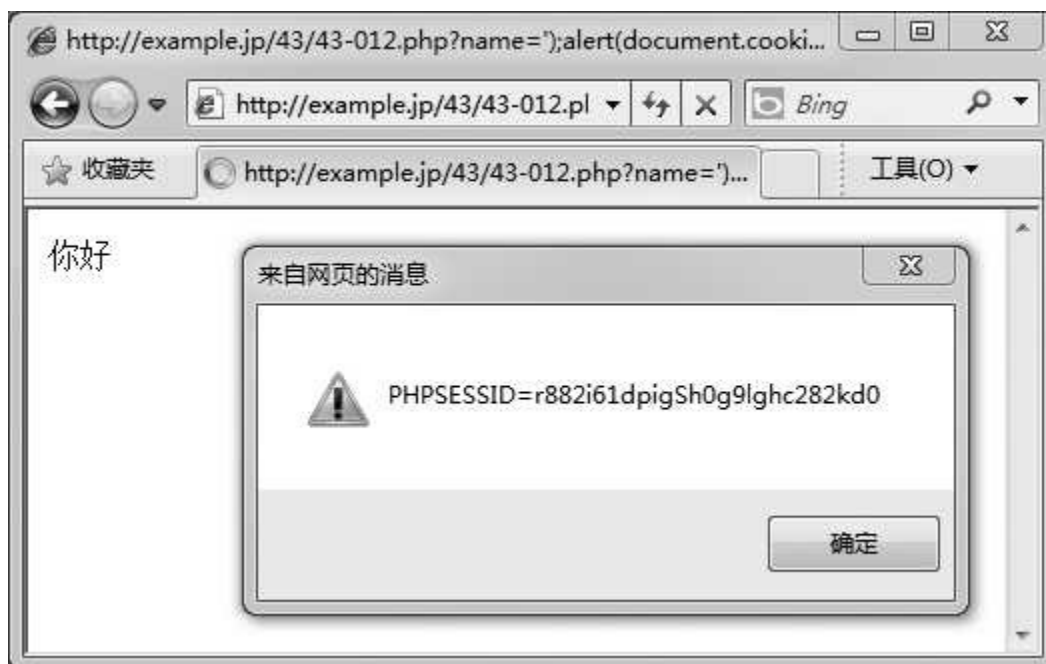 http://example.jp/43/43-012.php?name=');alert(document.cooki...
http://example.jp/43/43-012.pl
Bing
收藏夹
http://example.jp/43/43-012.php?name=')...
工具(O)
你好
来自网页的消息
PHPSESSID=r882i61dpigSh0g9lghc282kd0
确定